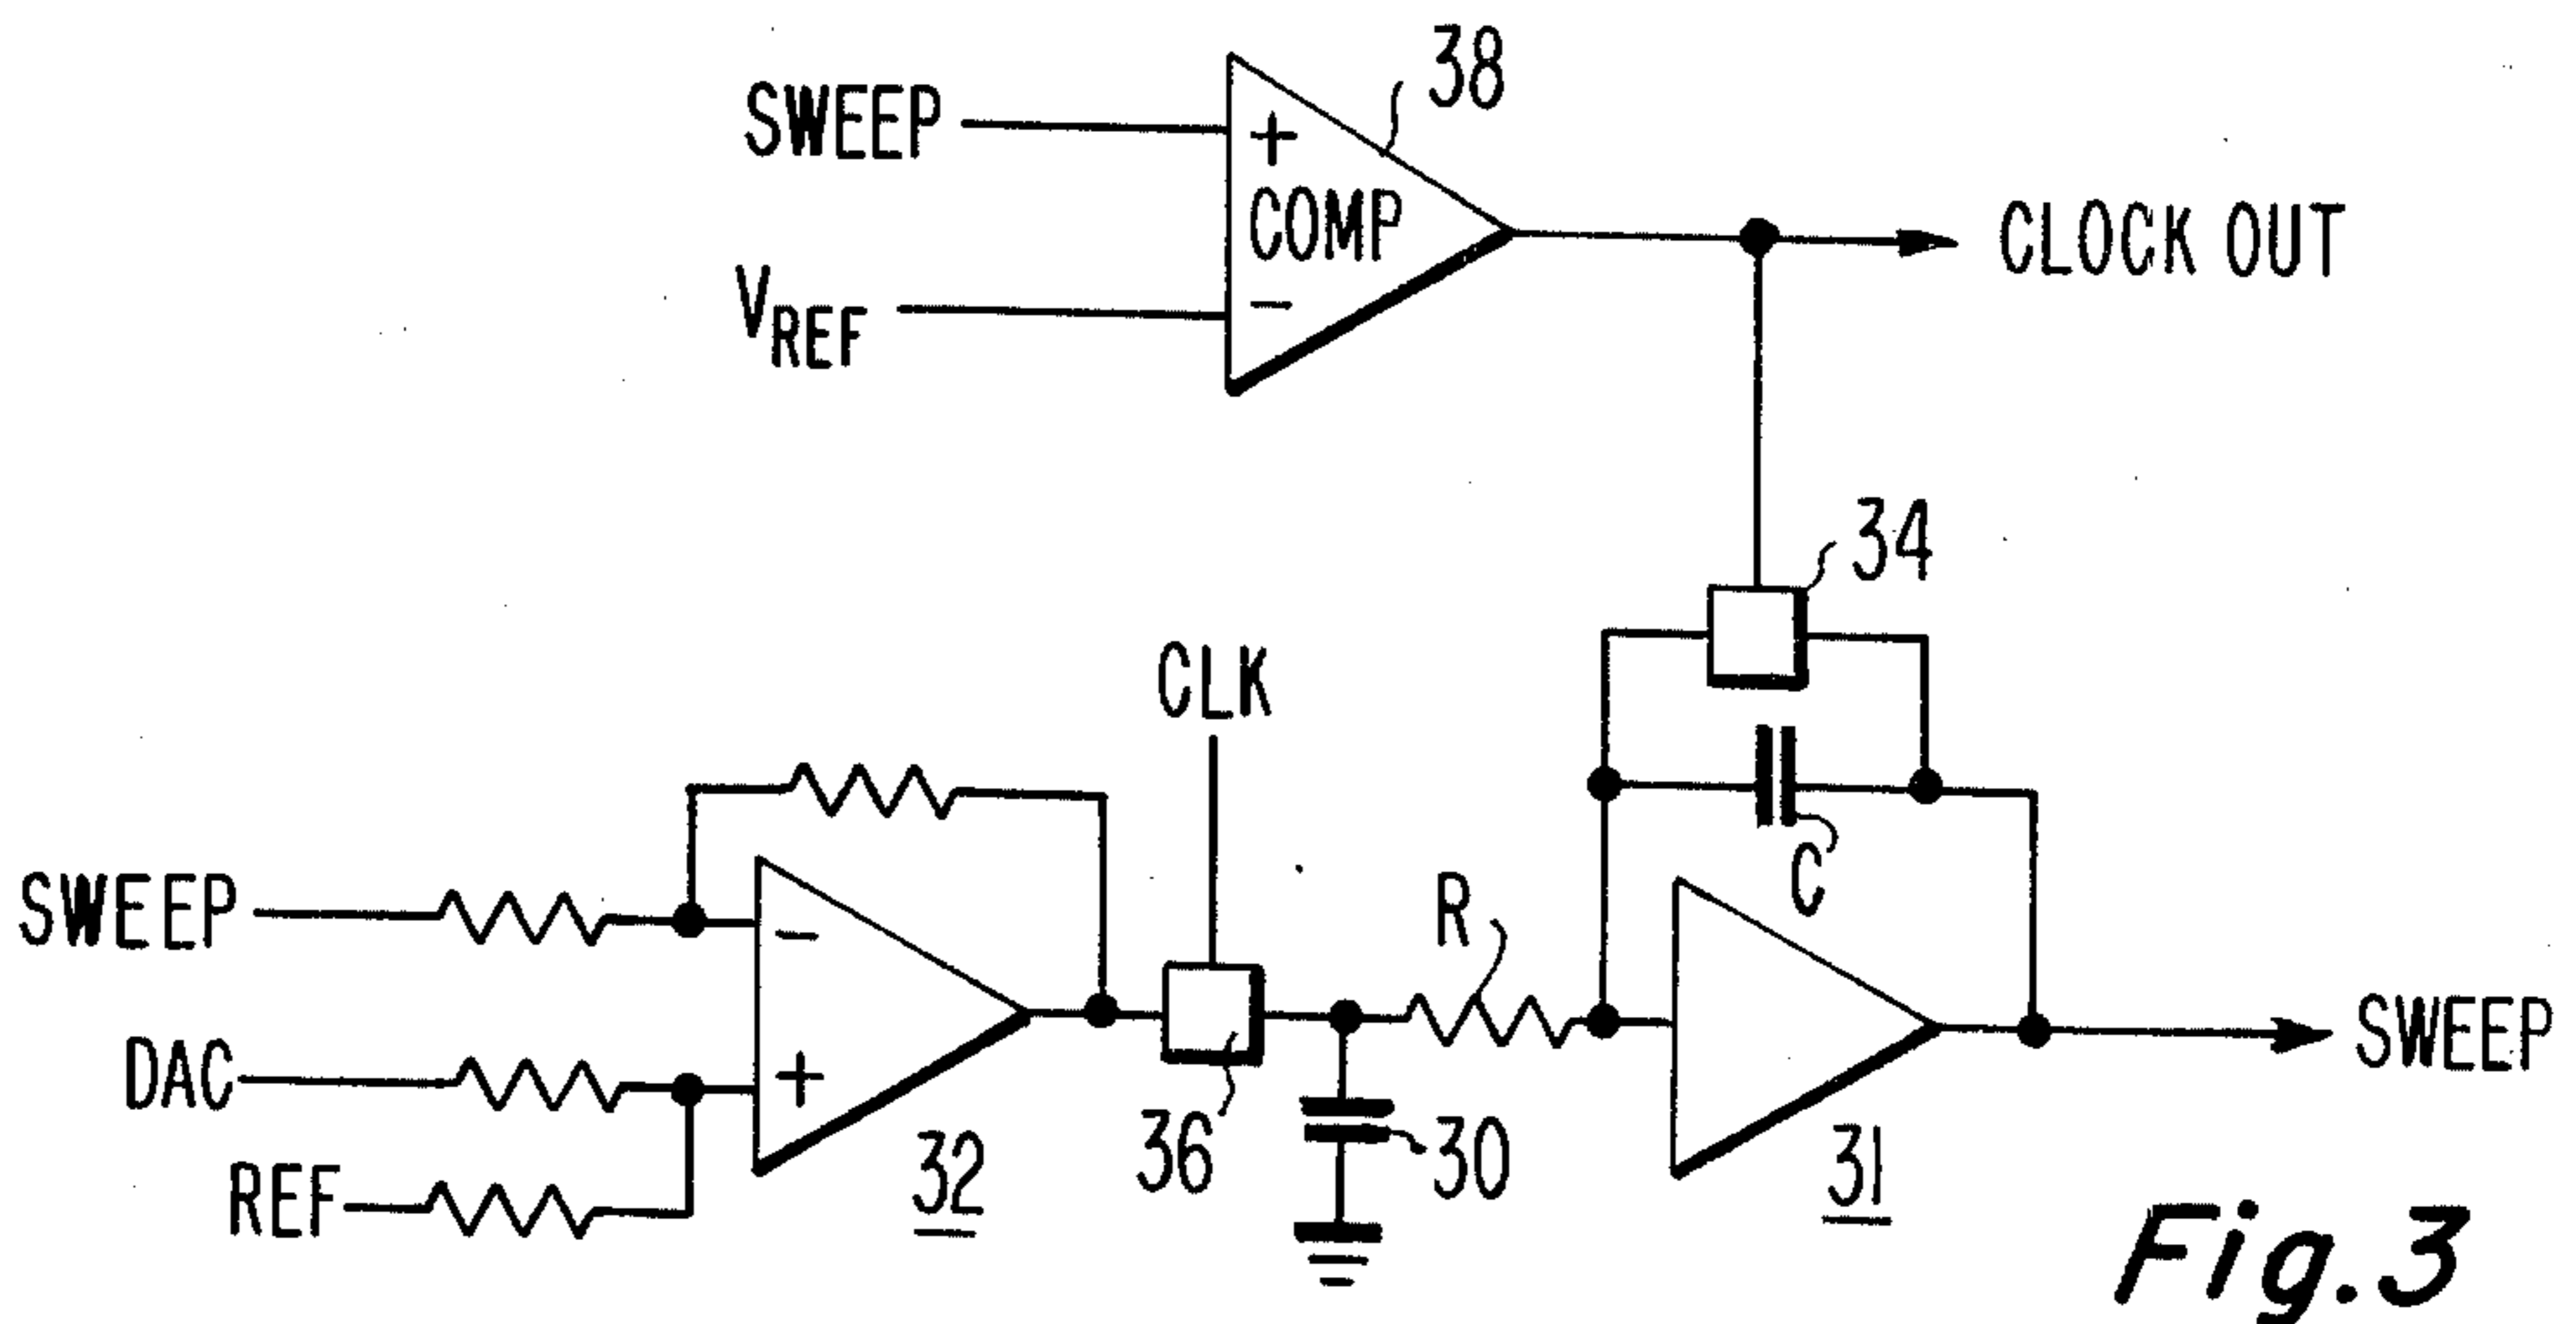 38
SWEEP
+
COMP
CLOCK OUT
VREF
−
34
CLK
C
SWEEP
−
R
DAC
+
SWEEP
36
30
32
31
REF
Fig.3